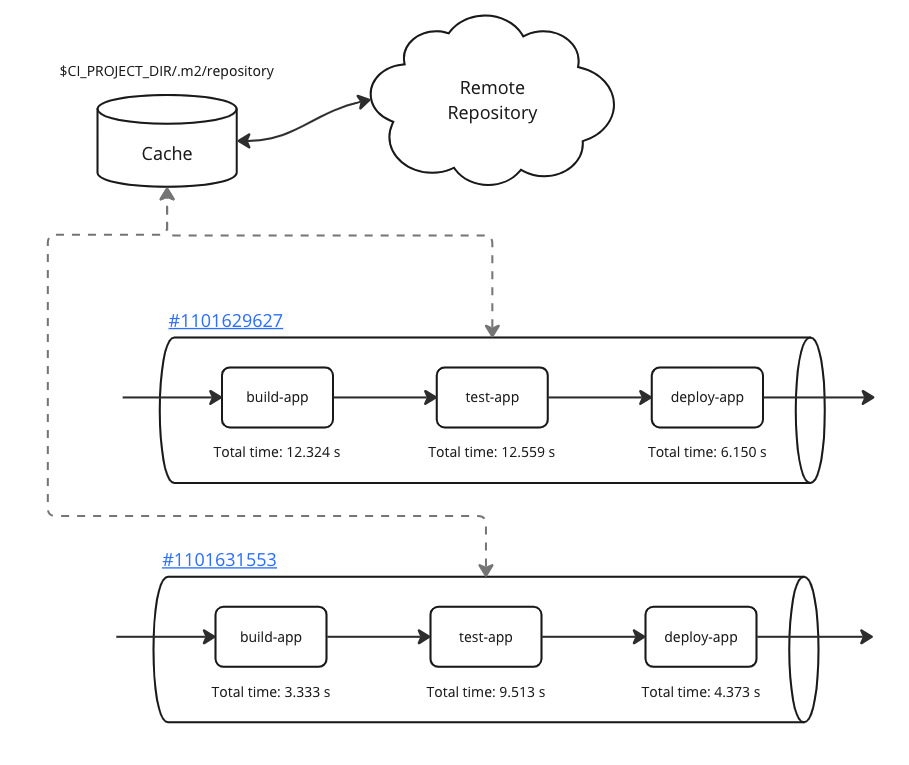 $CI_PROJECT_DIR/.m2/repository
Cache
Remote
Repository
#1101629627
build-app
test-app
deploy-app
Total time: 12.324 s
Total time: 12.559 s
Total time: 6.150 s
#1101631553
build-app
test-app
deploy-app
Total time: 3.333 s
Total time: 9.513 s
Total time: 4.373 s